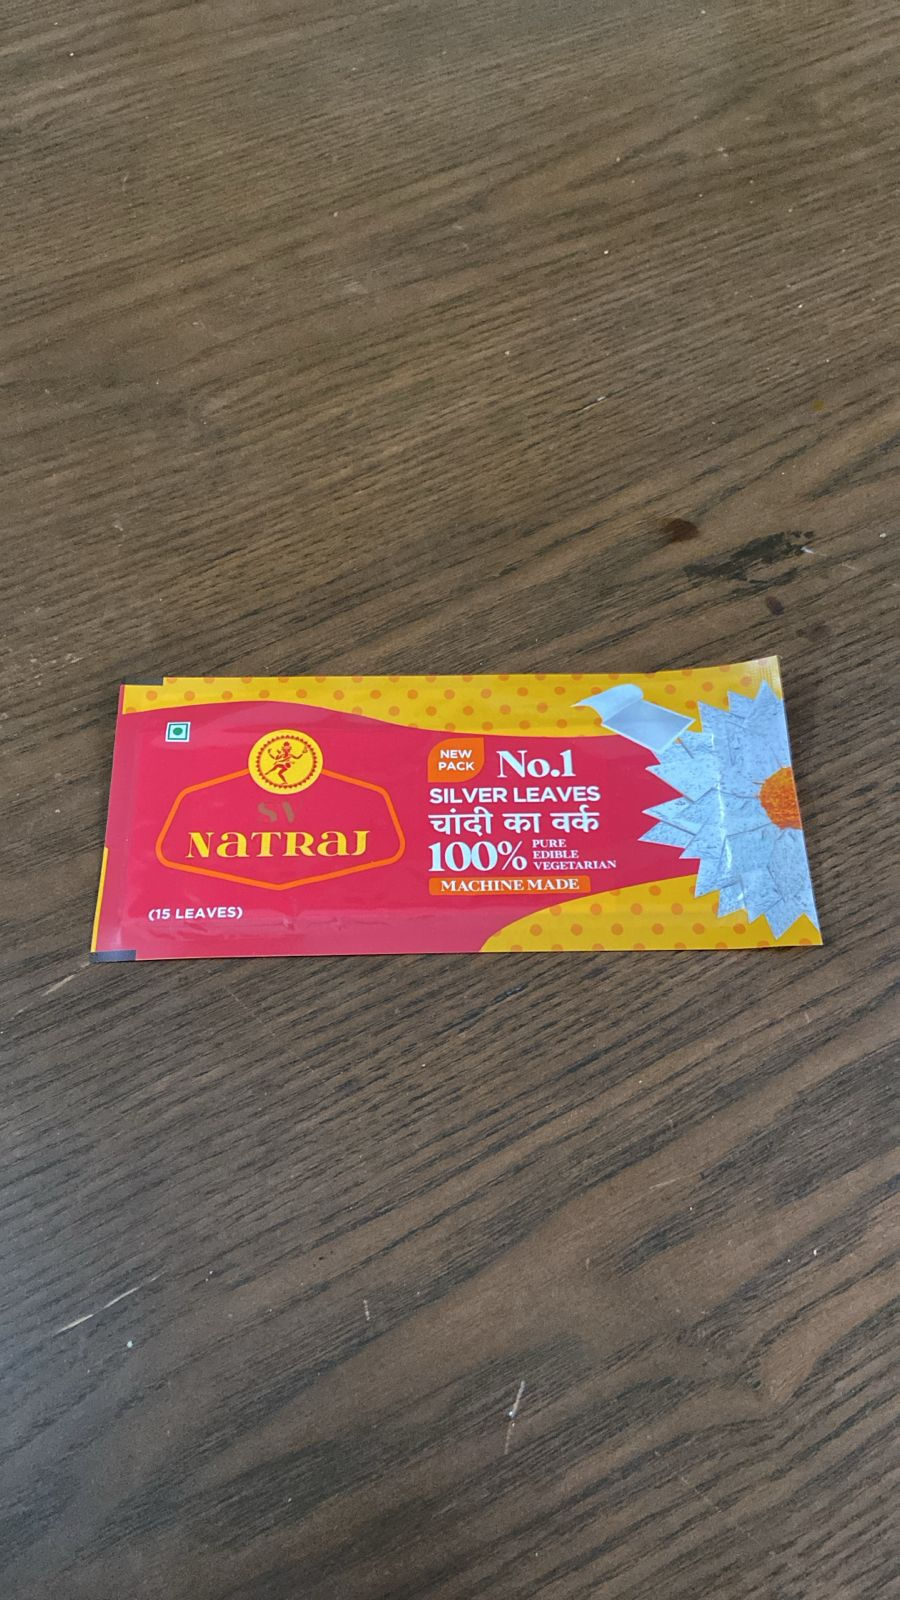 SV
NATRAJ
(15 LEAVES)
NEW
PACK
No.1
SILVER LEAVES
चांदी का वर्क
100% PURE
EDIBLE
VEGETARIAN
MACHINE MADE